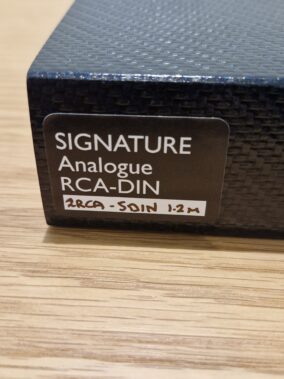 SIGNATURE
Analogue
RCA-DIN
2RCA - 5DIN 1.2M